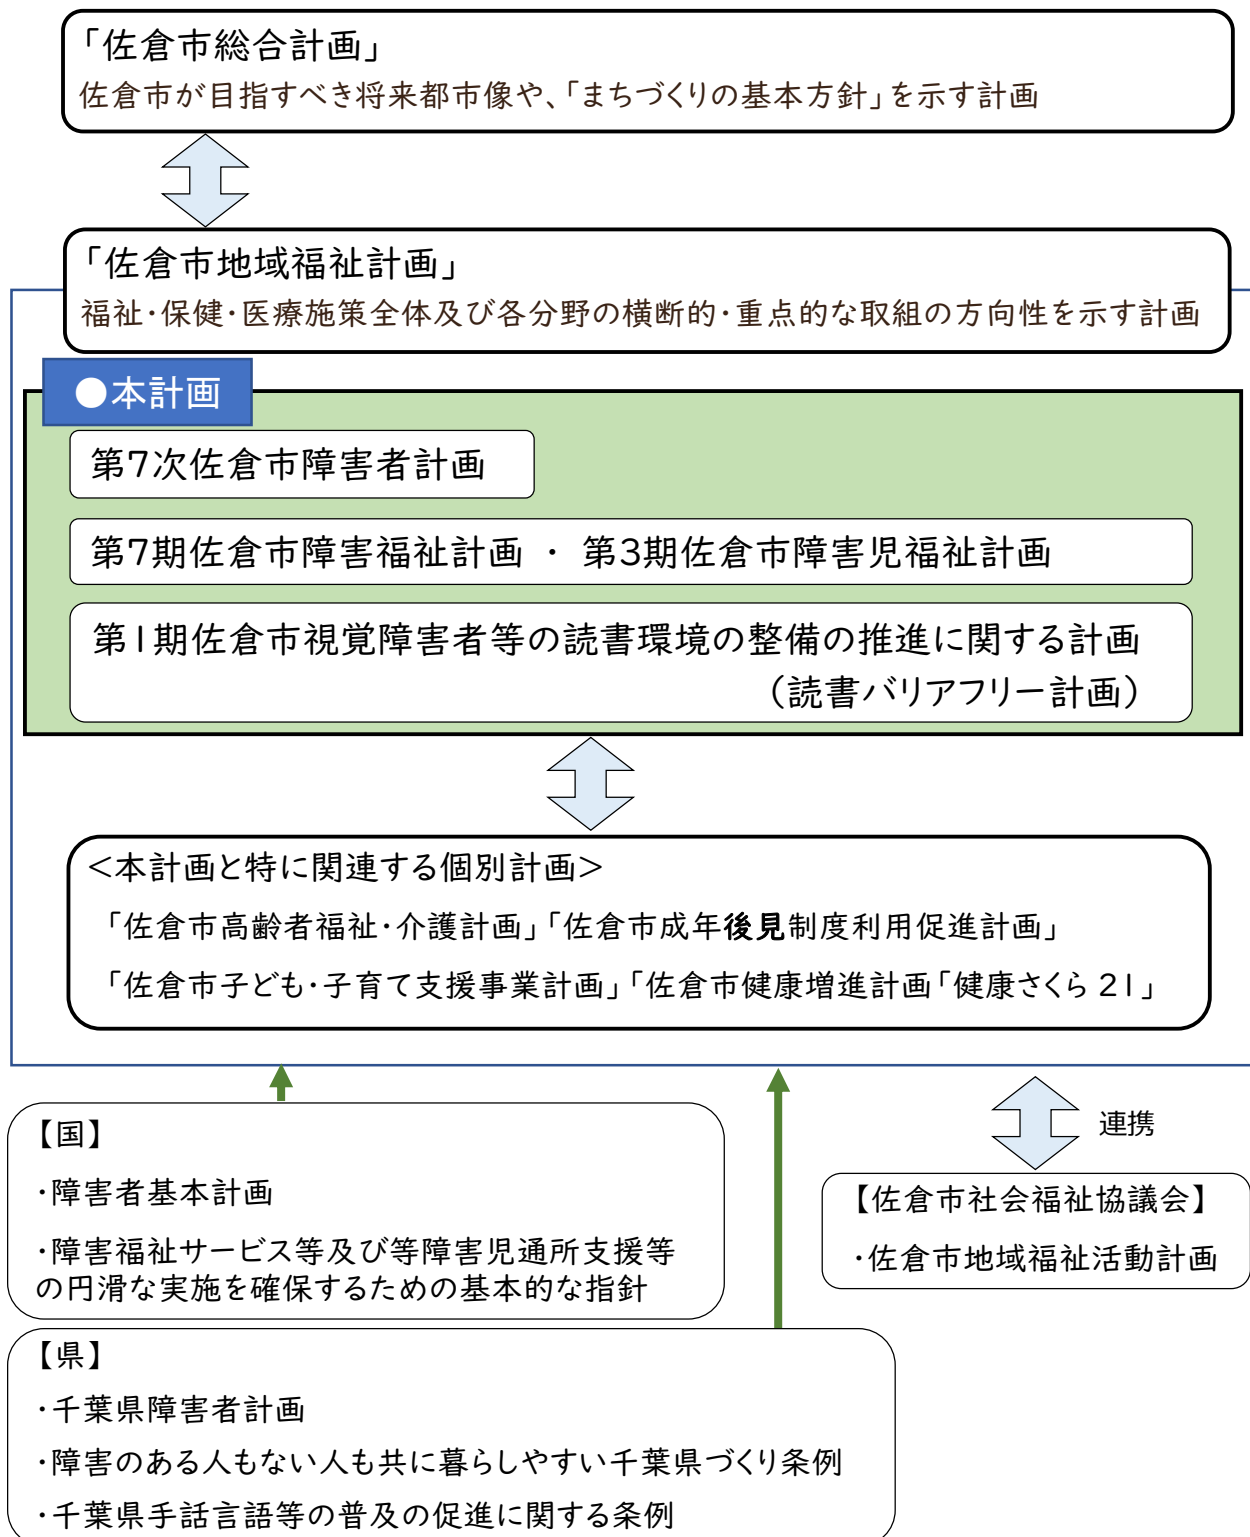 「佐倉市総合計画」
佐倉市が目指すべき将来都市像や、「まちづくりの基本方針」を示す計画
「佐倉市地域福祉計画」
福祉・保健・医療施策全体及び各分野の横断的・重点的な取組の方向性を示す計画
●本計画
第7次佐倉市障害者計画
第7期佐倉市障害福祉計画 ・ 第3期佐倉市障害児福祉計画
第1期佐倉市視覚障害者等の読書環境の整備の推進に関する計画
（読書バリアフリー計画）
＜本計画と特に関連する個別計画＞
「佐倉市高齢者福祉・介護計画」「佐倉市成年後見制度利用促進計画」
「佐倉市子ども・子育て支援事業計画」「佐倉市健康増進計画「健康さくら 21」
【国】
・障害者基本計画
・障害福祉サービス等及び等障害児通所支援等
の円滑な実施を確保するための基本的な指針
連携
【佐倉市社会福祉協議会】
・佐倉市地域福祉活動計画
【県】
・千葉県障害者計画
・障害のある人もない人も共に暮らしやすい千葉県づくり条例
・千葉県手話言語等の普及の促進に関する条例